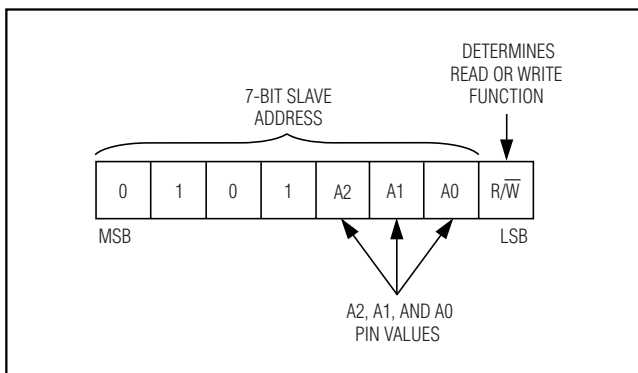 DETERMINES
READ OR WRITE
FUNCTION
7-BIT SLAVE
ADDRESS
0 1 0 1 A2 A1 A0 R/W̅
MSB LSB
A2, A1, AND A0
PIN VALUES